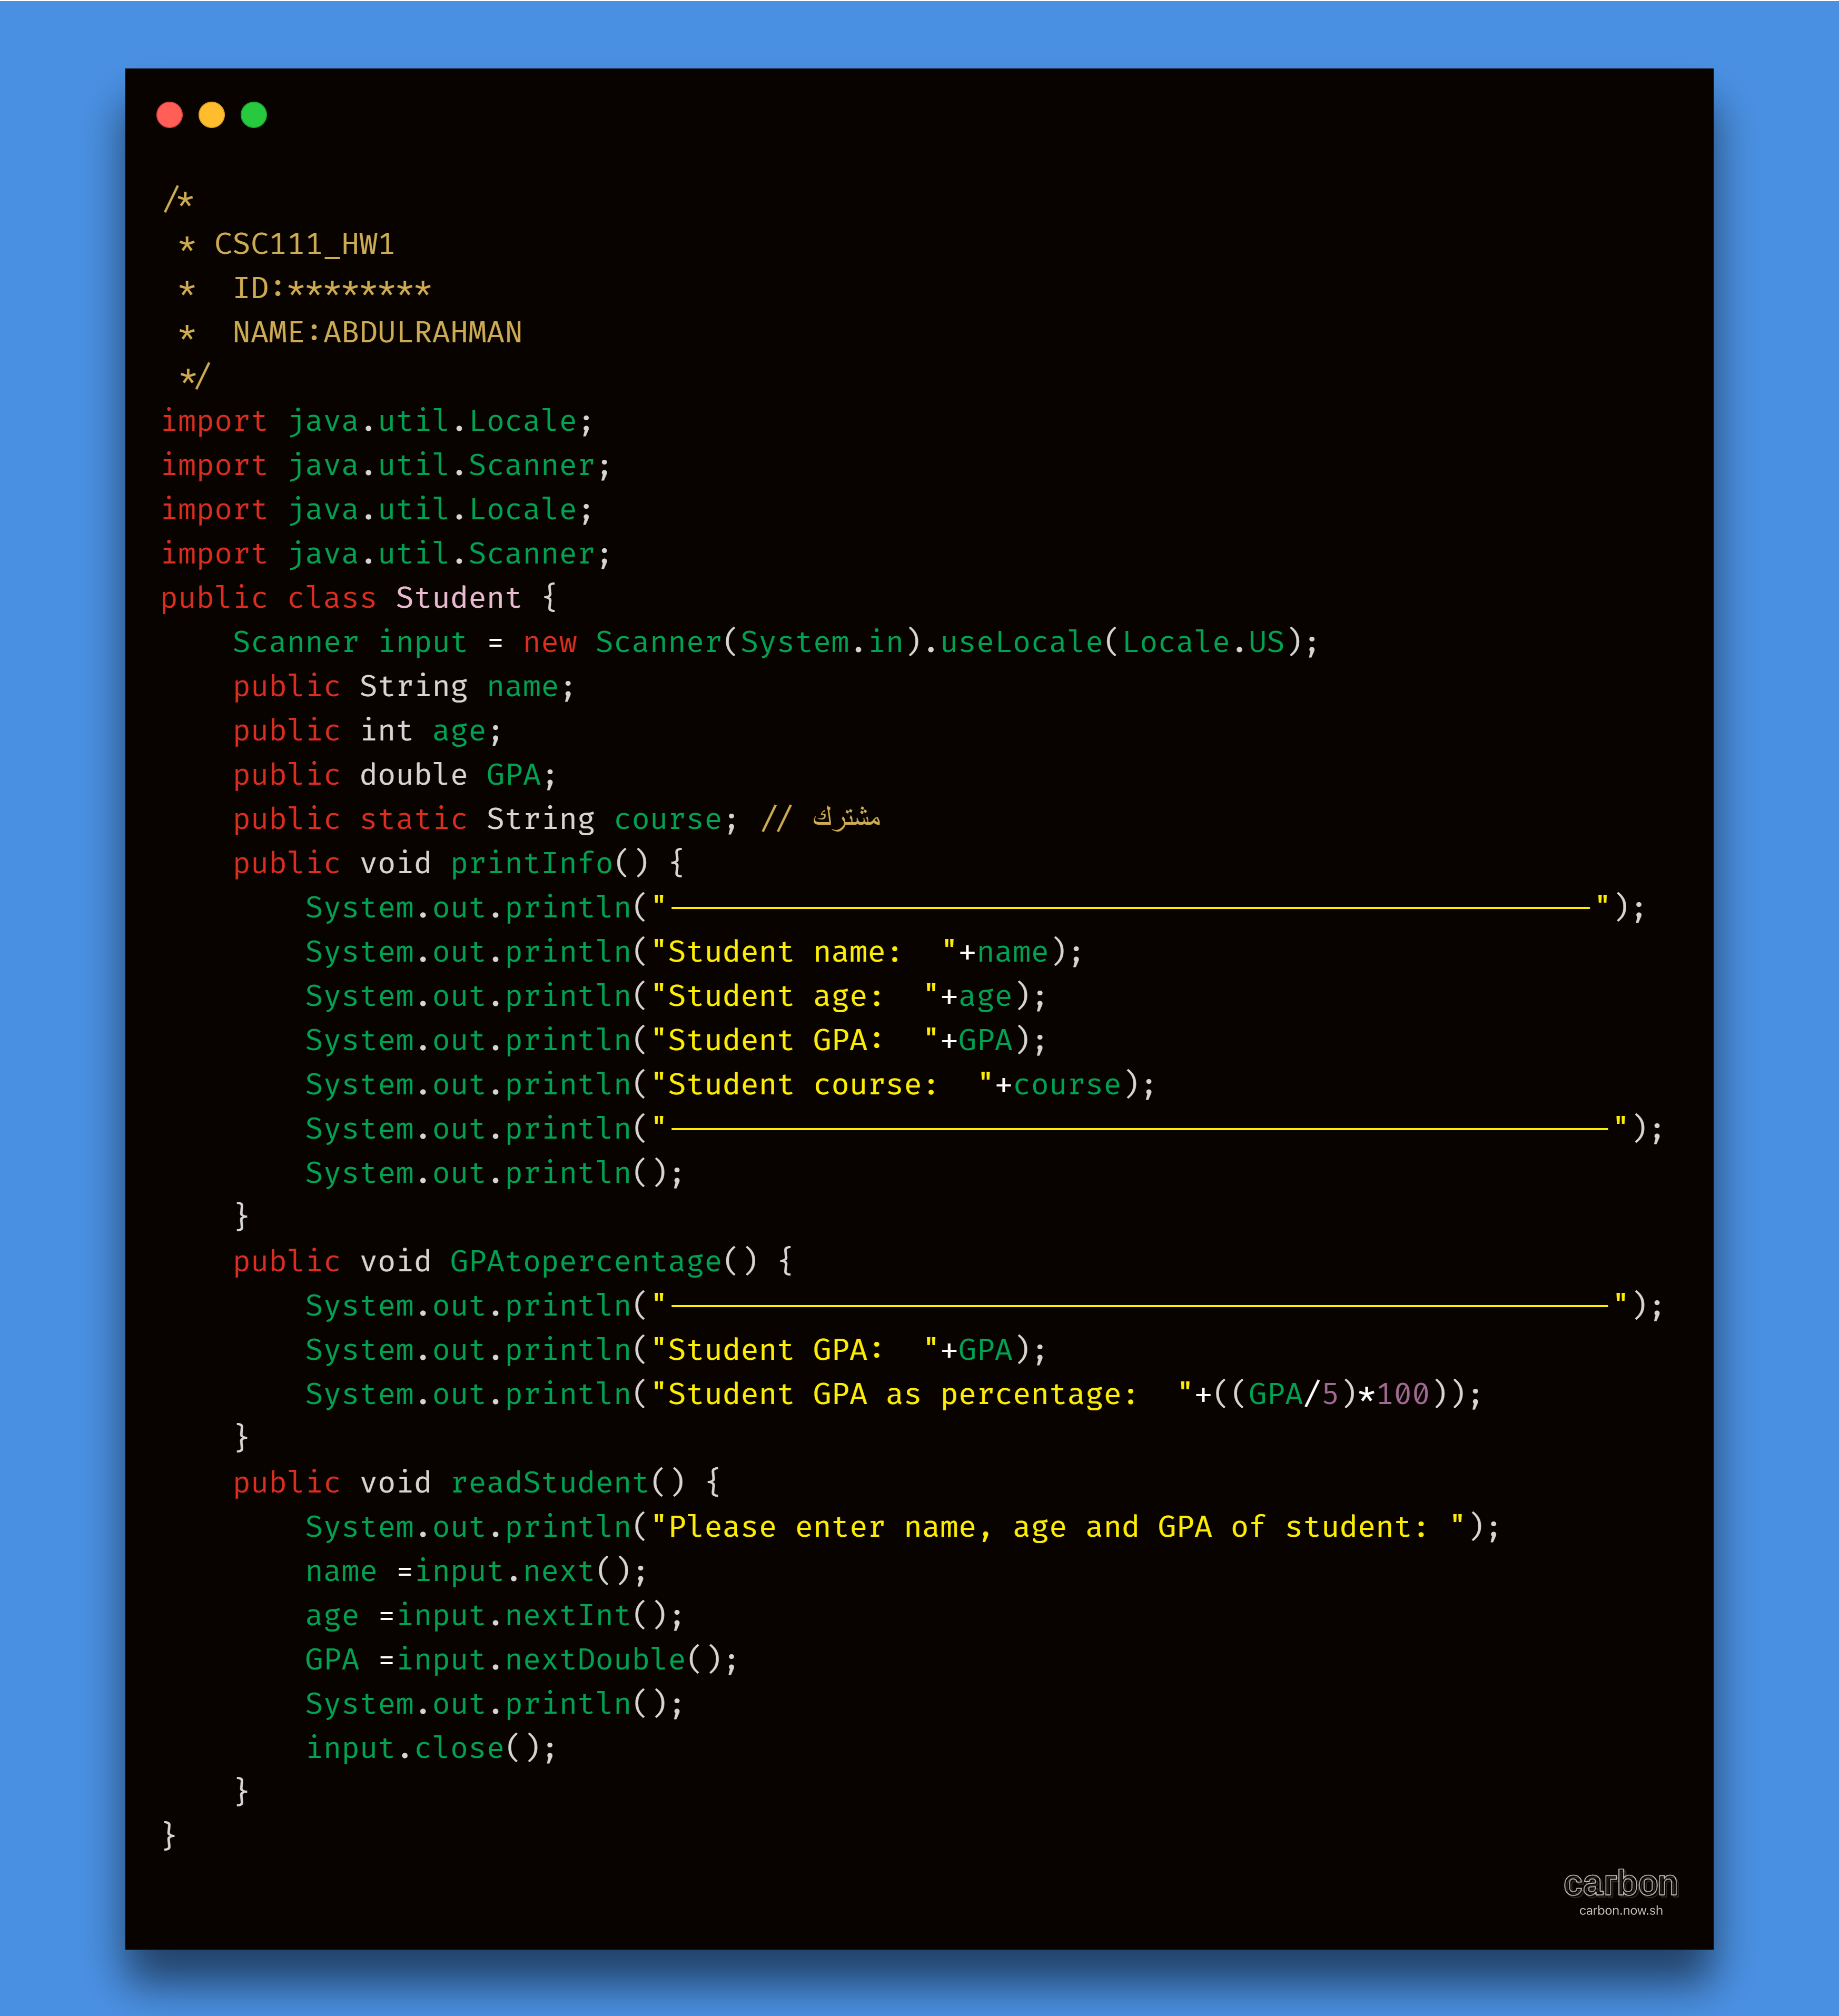 /*
 * CSC111_HW1
 *  ID:********
 *  NAME:ABDULRAHMAN
 */
import java.util.Locale;
import java.util.Scanner;
import java.util.Locale;
import java.util.Scanner;
public class Student {
    Scanner input = new Scanner(System.in).useLocale(Locale.US);
    public String name;
    public int age;
    public double GPA;
    public static String course; // مشترك
    public void printInfo() {
        System.out.println("---------------------------------------------------");
        System.out.println("Student name:  "+name);
        System.out.println("Student age:  "+age);
        System.out.println("Student GPA:  "+GPA);
        System.out.println("Student course:  "+course);
        System.out.println("----------------------------------------------------");
        System.out.println();
    }
    public void GPAtopercentage() {
        System.out.println("----------------------------------------------------");
        System.out.println("Student GPA:  "+GPA);
        System.out.println("Student GPA as percentage:  "+((GPA/5)*100));
    }
    public void readStudent() {
        System.out.println("Please enter name, age and GPA of student: ");
        name =input.next();
        age =input.nextInt();
        GPA =input.nextDouble();
        System.out.println();
        input.close();
    }
}
carbon
carbon.now.sh